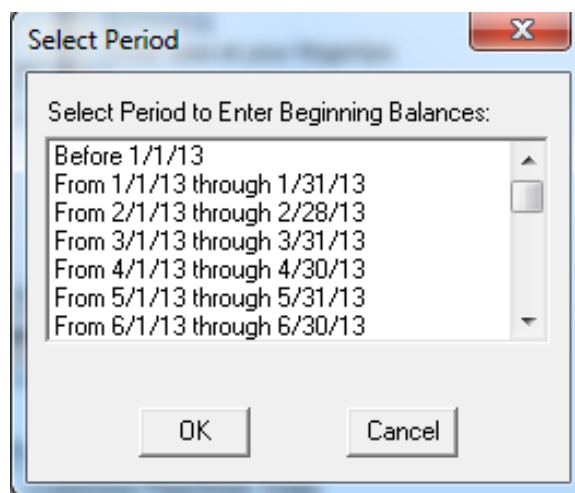 Select Period
Select Period to Enter Beginning Balances:
Before 1/1/13
From 1/1/13 through 1/31/13
From 2/1/13 through 2/28/13
From 3/1/13 through 3/31/13
From 4/1/13 through 4/30/13
From 5/1/13 through 5/31/13
From 6/1/13 through 6/30/13
OK Cancel